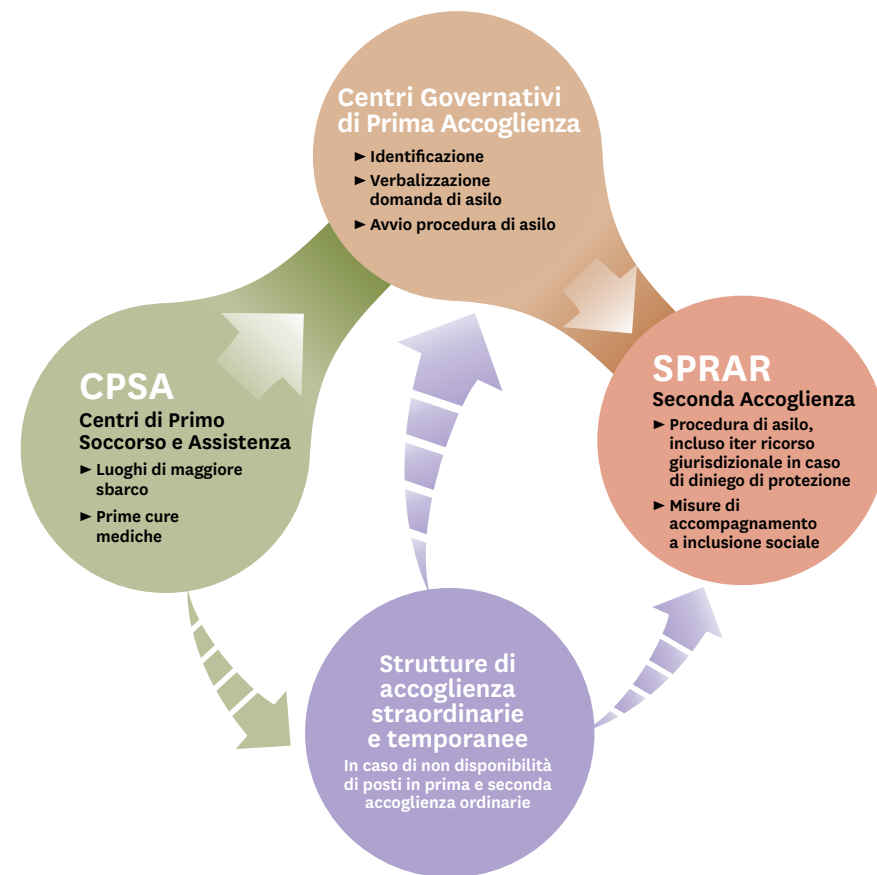 Centri Governativi
di Prima Accoglienza
► Identificazione
► Verbalizzazione
domanda di asilo
► Avvio procedura di asilo
CPSA
Centri di Primo
Soccorso e Assistenza
► Luoghi di maggiore
sbarco
► Prime cure
mediche
SPRAR
Seconda Accoglienza
► Procedura di asilo,
incluso iter ricorso
giurisdizionale in caso
di diniego di protezione
► Misure di
accompagnamento
a inclusione sociale
Strutture di
accoglienza
straordinarie
e temporanee
In caso di non disponibilità
di posti in prima e seconda
accoglienza ordinarie